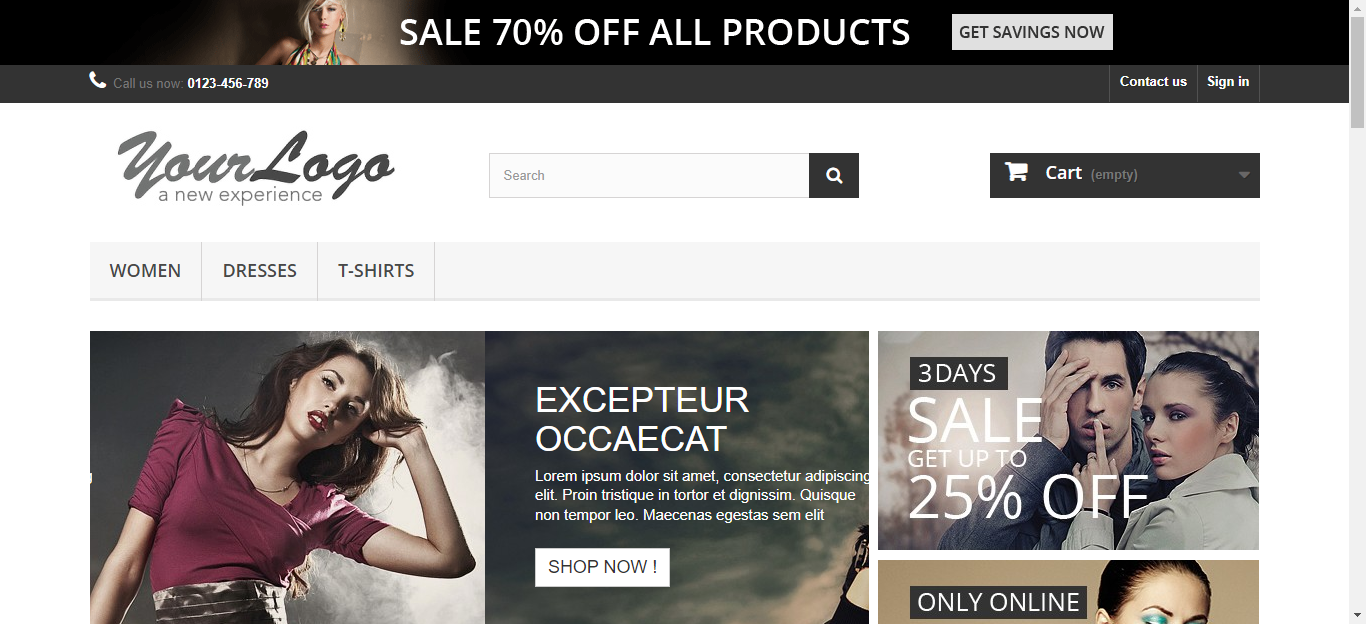 SALE 70% OFF ALL PRODUCTS GET SAVINGS NOW
Call us now: 0123-456-789 Contact us Sign in
YourLogo
a new experience
Search
Cart (empty)
WOMEN DRESSES T-SHIRTS
EXCEPTEUR
OCCAECAT
Lorem ipsum dolor sit amet, consectetur adipiscing
elit. Proin tristique in tortor et dignissim. Quisque
non tempor leo. Maecenas egestas sem elit
SHOP NOW !
3 DAYS
SALE
GET UP TO
25% OFF
ONLY ONLINE